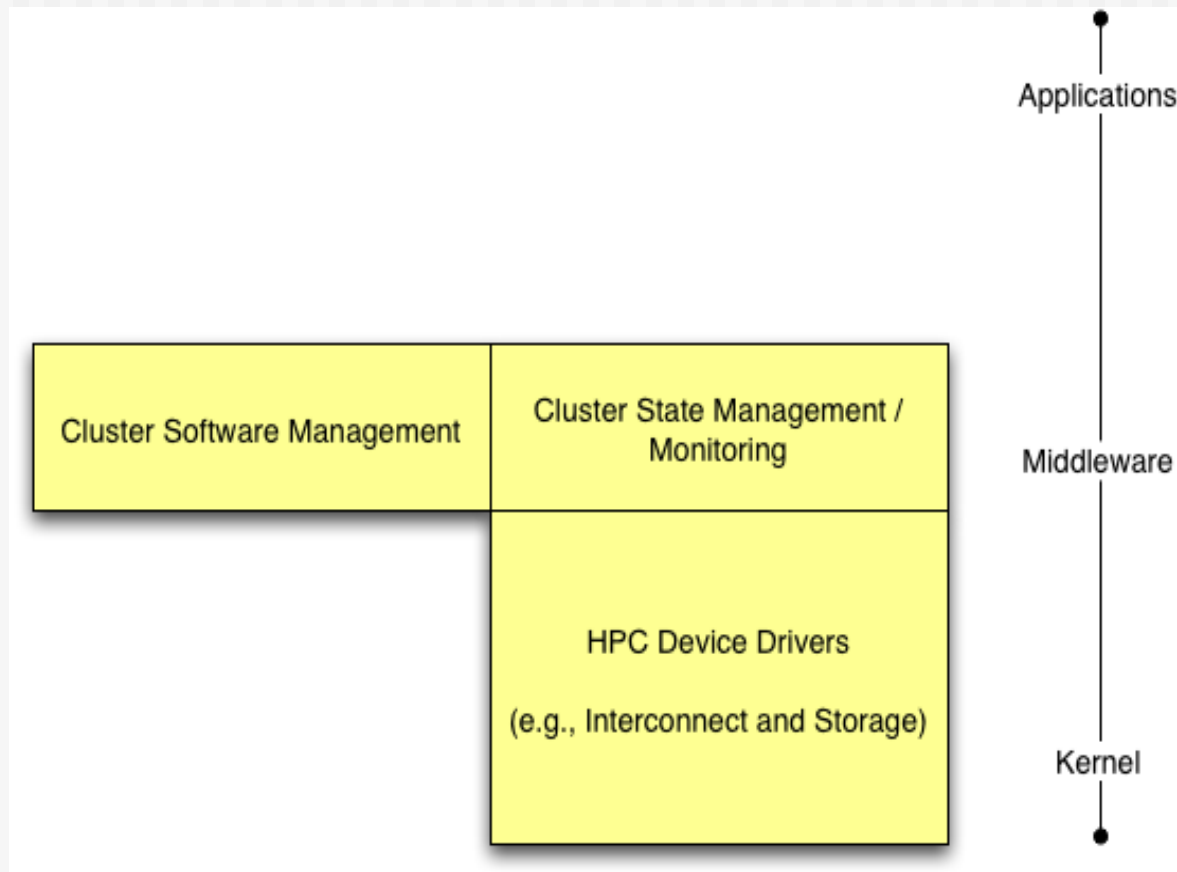 Applications
Cluster Software Management
Cluster State Management /
Monitoring
Middleware
HPC Device Drivers
(e.g., Interconnect and Storage)
Kernel